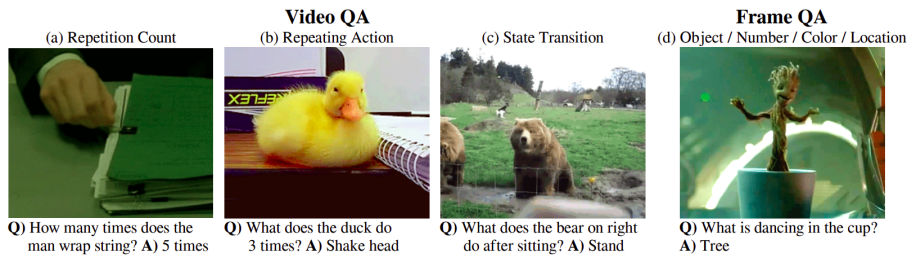 Video QA
Frame QA
(a) Repetition Count
(b) Repeating Action
(c) State Transition
(d) Object / Number / Color / Location
REFLEX
Q) How many times does the
man wrap string? A) 5 times
Q) What does the duck do
3 times? A) Shake head
Q) What does the bear on right
do after sitting? A) Stand
Q) What is dancing in the cup?
A) Tree